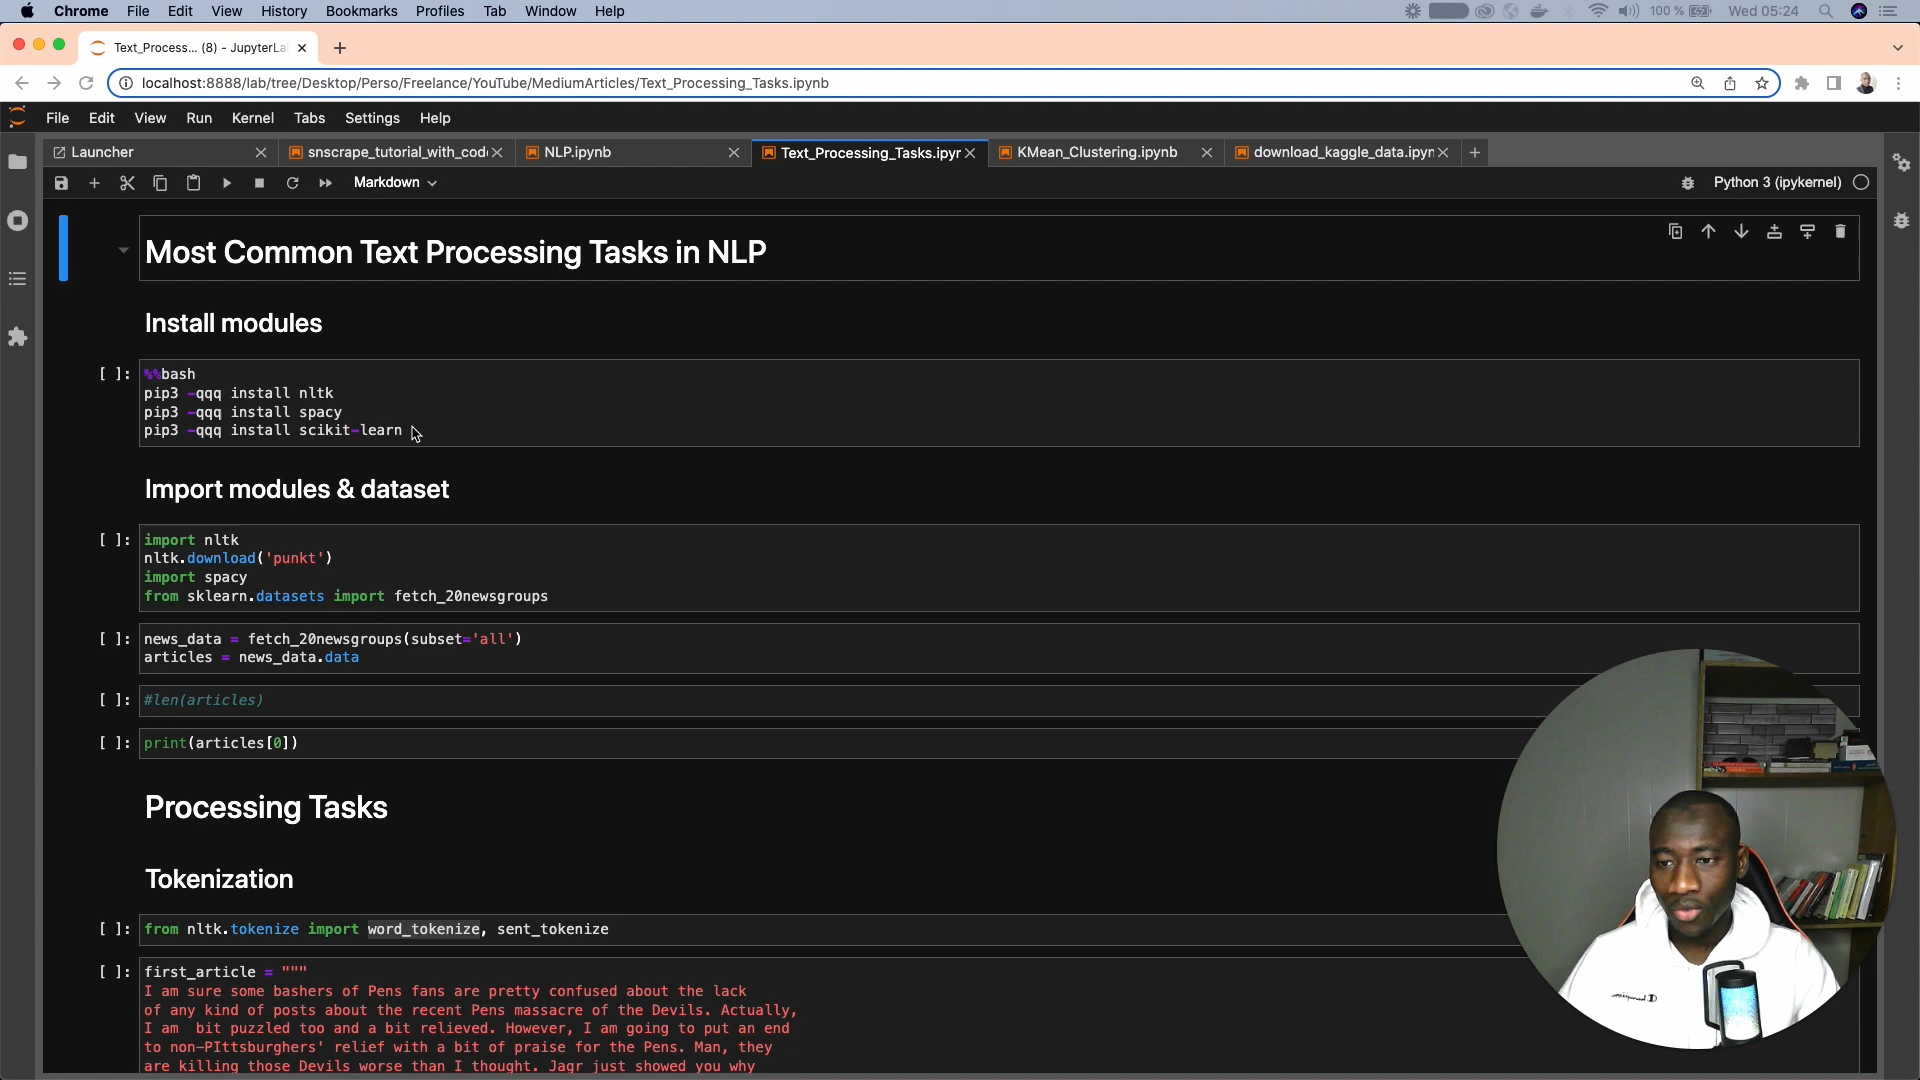 Chrome File Edit View History Bookmarks Profiles Tab Window Help 100 % Wed 05:24
Text_Process... (8) - JupyterLa
localhost:8888/lab/tree/Desktop/Perso/Freelance/YouTube/MediumArticles/Text_Processing_Tasks.ipynb
File Edit View Run Kernel Tabs Settings Help
Launcher snscrape_tutorial_with_cod NLP.ipynb Text_Processing_Tasks.ipyr KMean_Clustering.ipynb download_kaggle_data.ipyr
Markdown Python 3 (ipykernel)
Most Common Text Processing Tasks in NLP
Install modules
[ ]: %%bash
pip3 -qqq install nltk
pip3 -qqq install spacy
pip3 -qqq install scikit-learn
Import modules & dataset
[ ]: import nltk
nltk.download('punkt')
import spacy
from sklearn.datasets import fetch_20newsgroups
[ ]: news_data = fetch_20newsgroups(subset='all')
articles = news_data.data
[ ]: #len(articles)
[ ]: print(articles[0])
Processing Tasks
Tokenization
[ ]: from nltk.tokenize import word_tokenize, sent_tokenize
[ ]: first_article = """
I am sure some bashers of Pens fans are pretty confused about the lack
of any kind of posts about the recent Pens massacre of the Devils. Actually,
I am  bit puzzled too and a bit relieved. However, I am going to put an end
to non-PIttsburghers' relief with a bit of praise for the Pens. Man, they
are killing those Devils worse than I thought. Jagr just showed you why